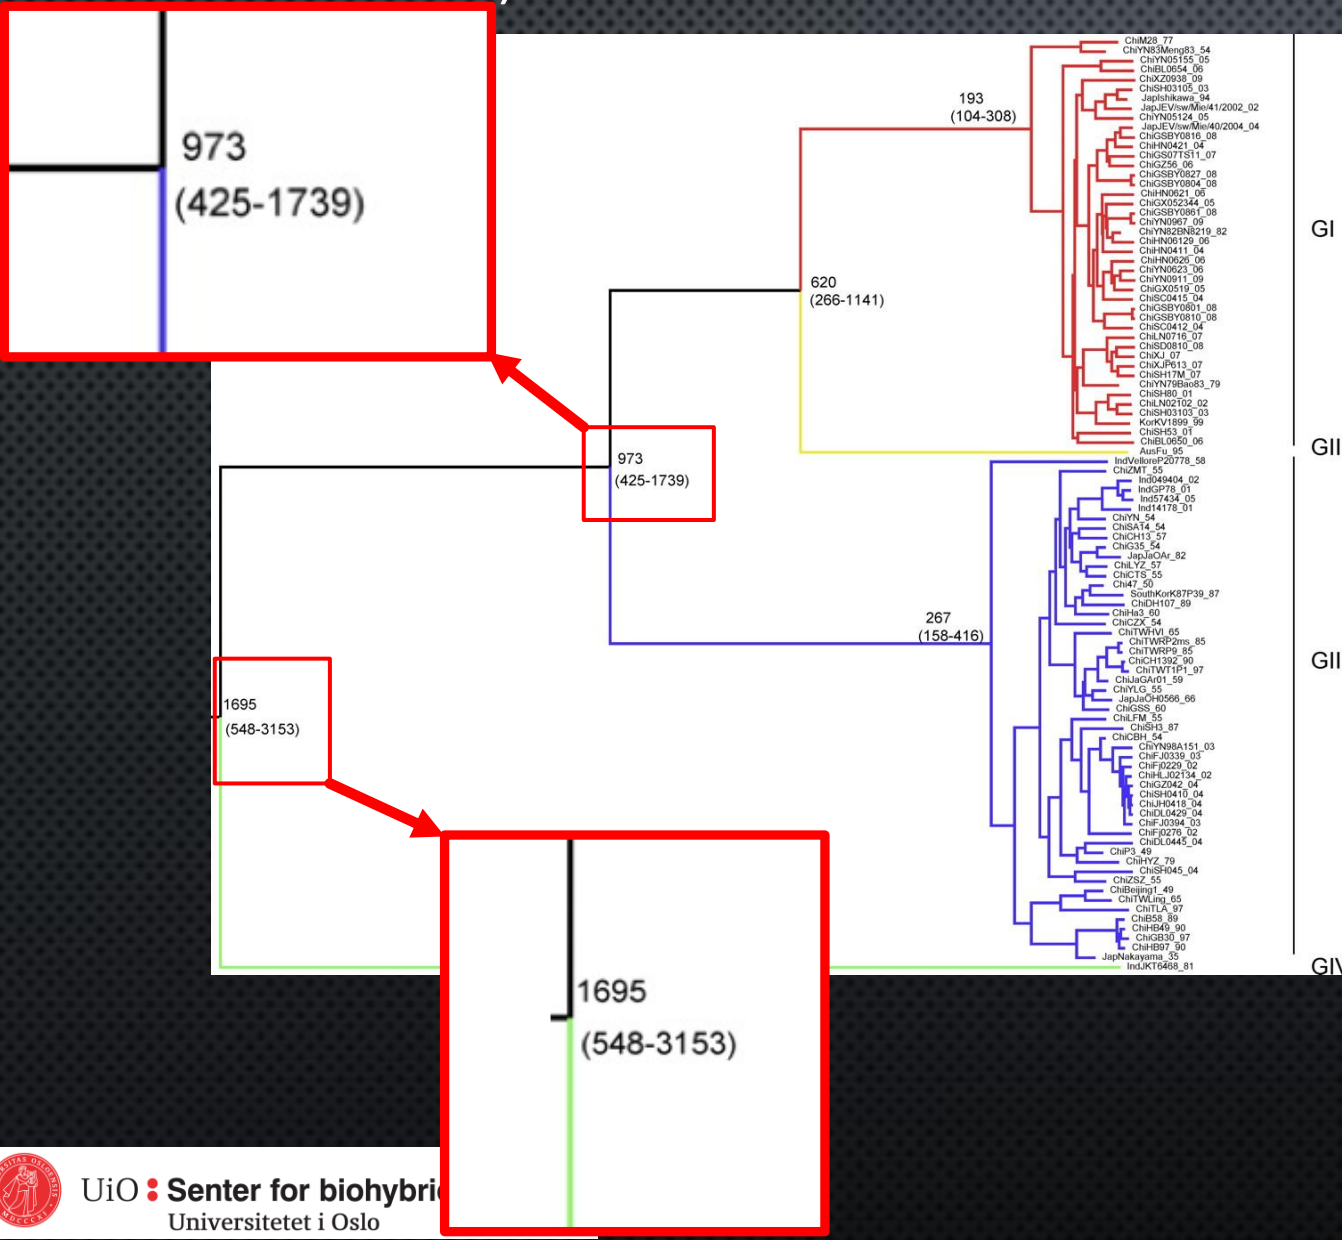 973
(425-1739)
193
(104-308)
620
(266-1141)
973
(425-1739)
267
(158-416)
1695
(548-3153)
1695
(548-3153)
ChiM28_77
ChiYN83Meng83_54
ChiYN05155_05
ChiBL0654_06
ChiXZ0938_09
ChiSH03105_03
JapIshikawa_94
JapJEV/sw/Mie/41/2002_02
ChiYN05124_05
JapJEV/sw/Mie/40/2004_04
ChiGSBY0816_08
ChiHN0421_04
ChiGS07TS11_07
ChiGZ56_06
ChiGSBY0827_08
ChiGSBY0804_08
ChiHN0621_06
ChiGX052344_05
ChiGSBY0861_08
ChiYN0967_09
ChiYN82BN8219_82
ChiHN06129_06
ChiHN0411_04
ChiHN0626_06
ChiYN0623_06
ChiYN0911_09
ChiGX0519_05
ChiSC0415_04
ChiGSBY0801_08
ChiGSBY0810_08
ChiSC0412_04
ChiLN0716_07
ChiSD0810_08
ChiXJ_07
ChiXJP613_07
ChiSH17M_07
ChiYN79Bao83_79
ChiSH80_01
ChiLN02102_02
ChiSH03103_03
KorKV1899_99
ChiSH53_01
ChiBL0650_06
AusFu_95
IndVelloreP20778_58
ChiZMT_55
Ind049404_02
IndGP78_01
Ind57434_05
Ind14178_01
ChiYN_54
ChiSA14_54
ChiCH13_57
ChiG35_54
JapJaOAr_82
ChiLYZ_57
ChiCTS_55
Chi47_50
SouthKorK87P39_87
ChiDH107_89
ChiHa3_60
ChiCZX_54
ChiTWHVI_65
ChiTWRP2ms_85
ChiTWRP9_85
ChiCH1392_90
ChiTWT1P1_97
ChiJaGAr01_59
ChiYLG_55
JapJaOH0566_66
ChiGSS_60
ChiLFM_55
ChiSH3_87
ChiCBH_54
ChiYN98A151_03
ChiFJ0339_03
ChiFj0229_02
ChiHLJ02134_02
ChiGZ042_04
ChiSH0410_04
ChiJH0418_04
ChiDL0429_04
ChiFJ0394_03
ChiFj0276_02
ChiDL0445_04
ChiP3_49
ChiHYZ_79
ChiSH045_04
ChiZSZ_55
ChiBeijing1_49
ChiTWLing_65
ChiTLA_97
ChiB58_89
ChiHB49_90
ChiGB30_97
ChiHB97_90
JapNakayama_35
IndJKT6468_81
GI
GII
GII
GIV
UiO : Senter for biohybri
Universitetet i Oslo